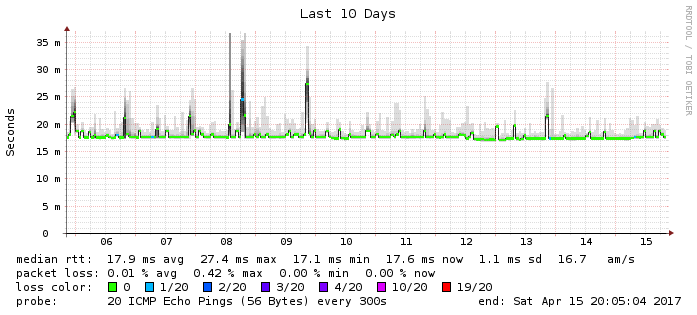 Last 10 Days
RRDTOOL / TOBI OETIKER
Seconds
35 m
30 m
25 m
20 m
15 m
10 m
5 m
0
06 07 08 09 10 11 12 13 14 15
median rtt: 17.9 ms avg 27.4 ms max 17.1 ms min 17.6 ms now 1.1 ms sd 16.7 am/s
packet loss: 0.01 % avg 0.42 % max 0.00 % min 0.00 % now
loss color: 0 1/20 2/20 3/20 4/20 10/20 19/20
probe: 20 ICMP Echo Pings (56 Bytes) every 300s end: Sat Apr 15 20:05:04 2017